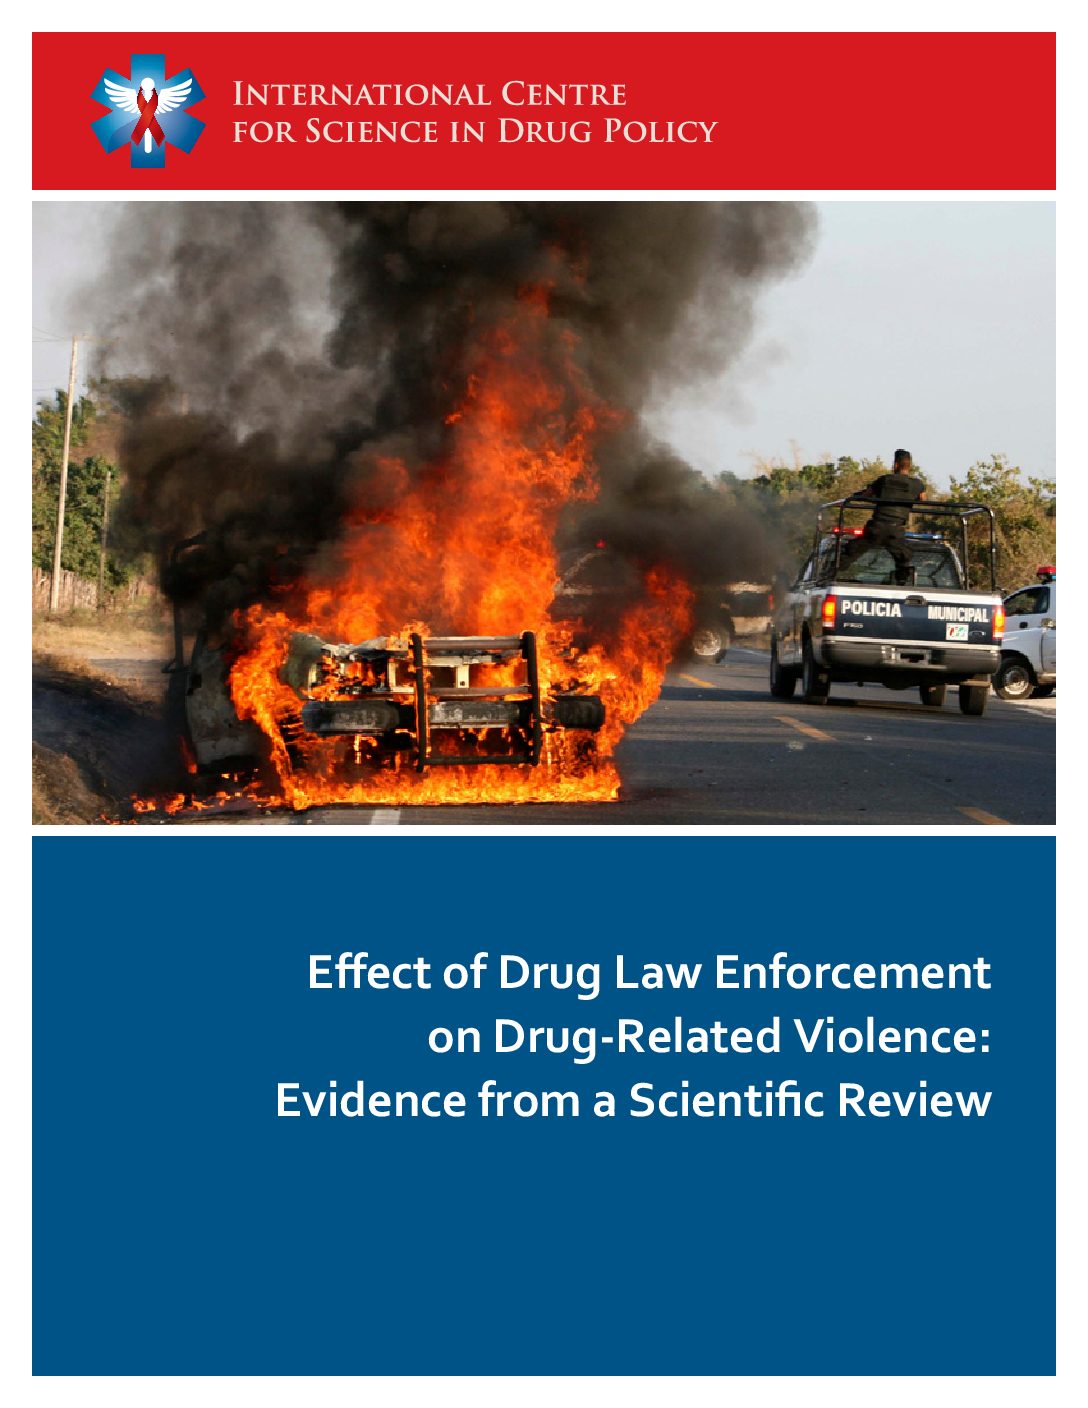 INTERNATIONAL CENTRE
FOR SCIENCE IN DRUG POLICY
POLICIA MUNICIPAL
Effect of Drug Law Enforcement
on Drug-Related Violence:
Evidence from a Scientific Review